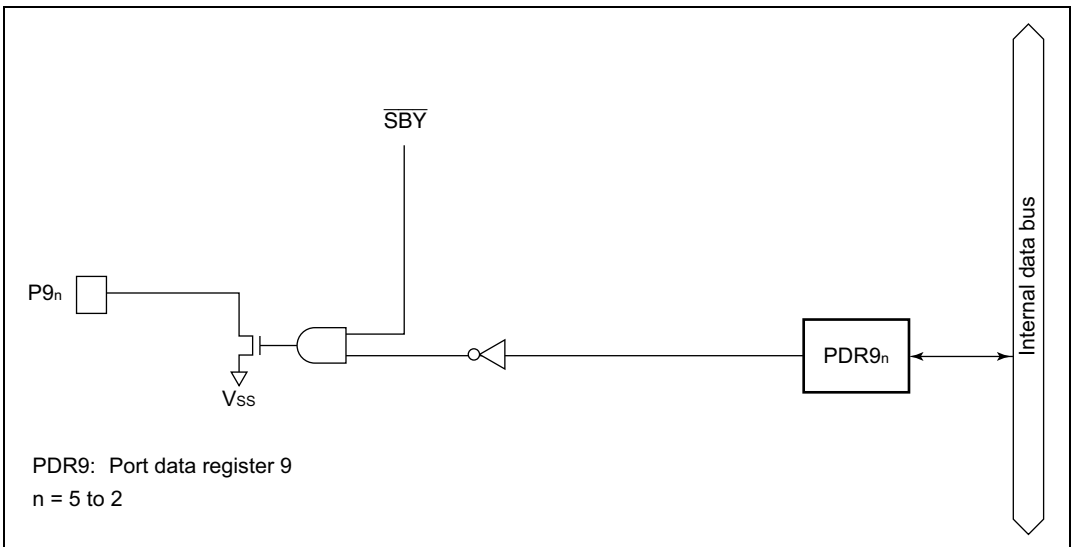 SBY
Internal data bus
P9n
PDR9n
VSS
PDR9: Port data register 9
n = 5 to 2